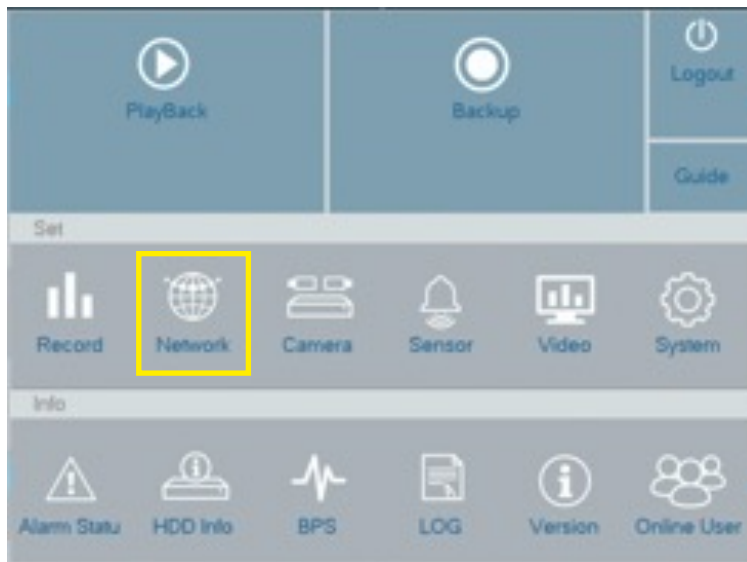 PlayBack
Backup
Logout
Guide
Set
Record
Network
Camera
Sensor
Video
System
Info
Alarm Statu
HDD Info
BPS
LOG
Version
Online User